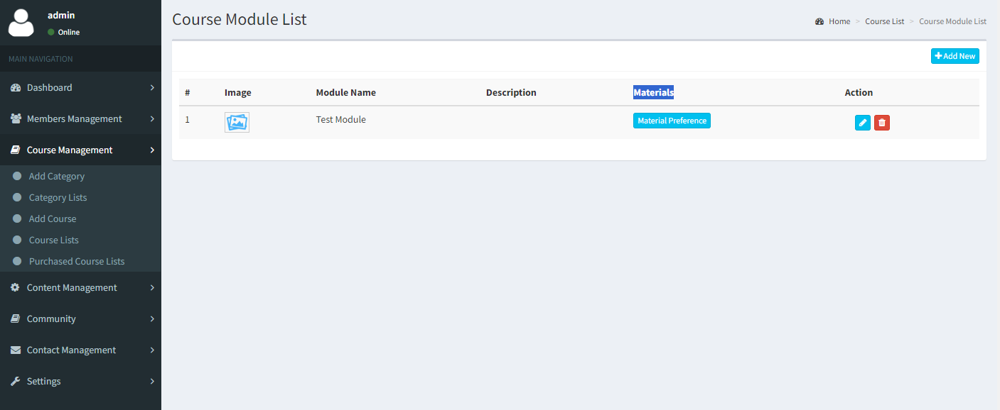 admin
Online
MAIN NAVIGATION
Dashboard
Members Management
Course Management
Add Category
Category Lists
Add Course
Course Lists
Purchased Course Lists
Content Management
Community
Contact Management
Settings
Course Module List
Home > Course List > Course Module List
Add New
# Image Module Name Description Materials Action
1 Test Module Material Preference